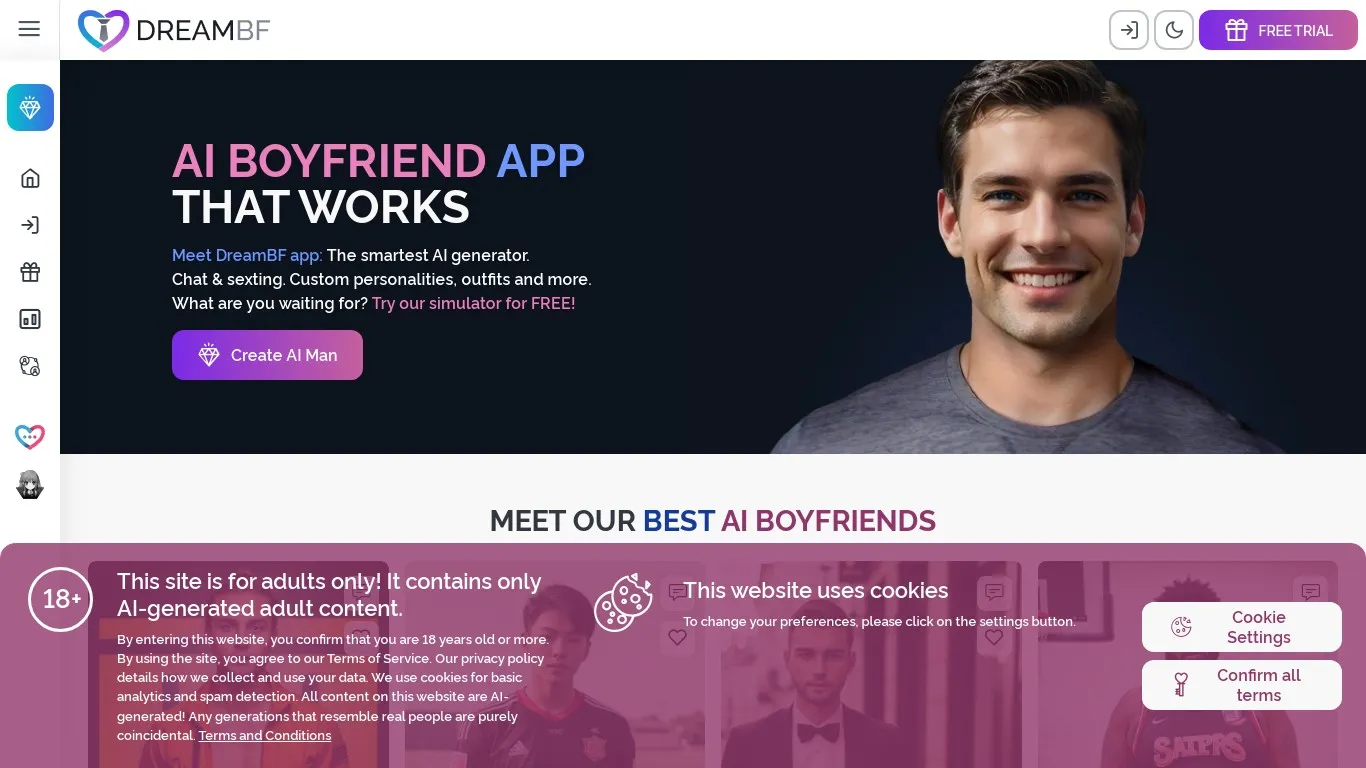 DREAMBF
FREE TRIAL
AI BOYFRIEND APP
THAT WORKS
Meet DreamBF app: The smartest AI generator.
Chat & sexting. Custom personalities, outfits and more.
What are you waiting for? Try our simulator for FREE!
Create AI Man
MEET OUR BEST AI BOYFRIENDS
18+
This site is for adults only! It contains only
AI-generated adult content.
By entering this website, you confirm that you are 18 years old or more.
By using the site, you agree to our Terms of Service. Our privacy policy
details how we collect and use your data. We use cookies for basic
analytics and spam detection. All content on this website are AI-
generated! Any generations that resemble real people are purely
coincidental. Terms and Conditions
This website uses cookies
To change your preferences, please click on the settings button.
Cookie
Settings
Confirm all
terms